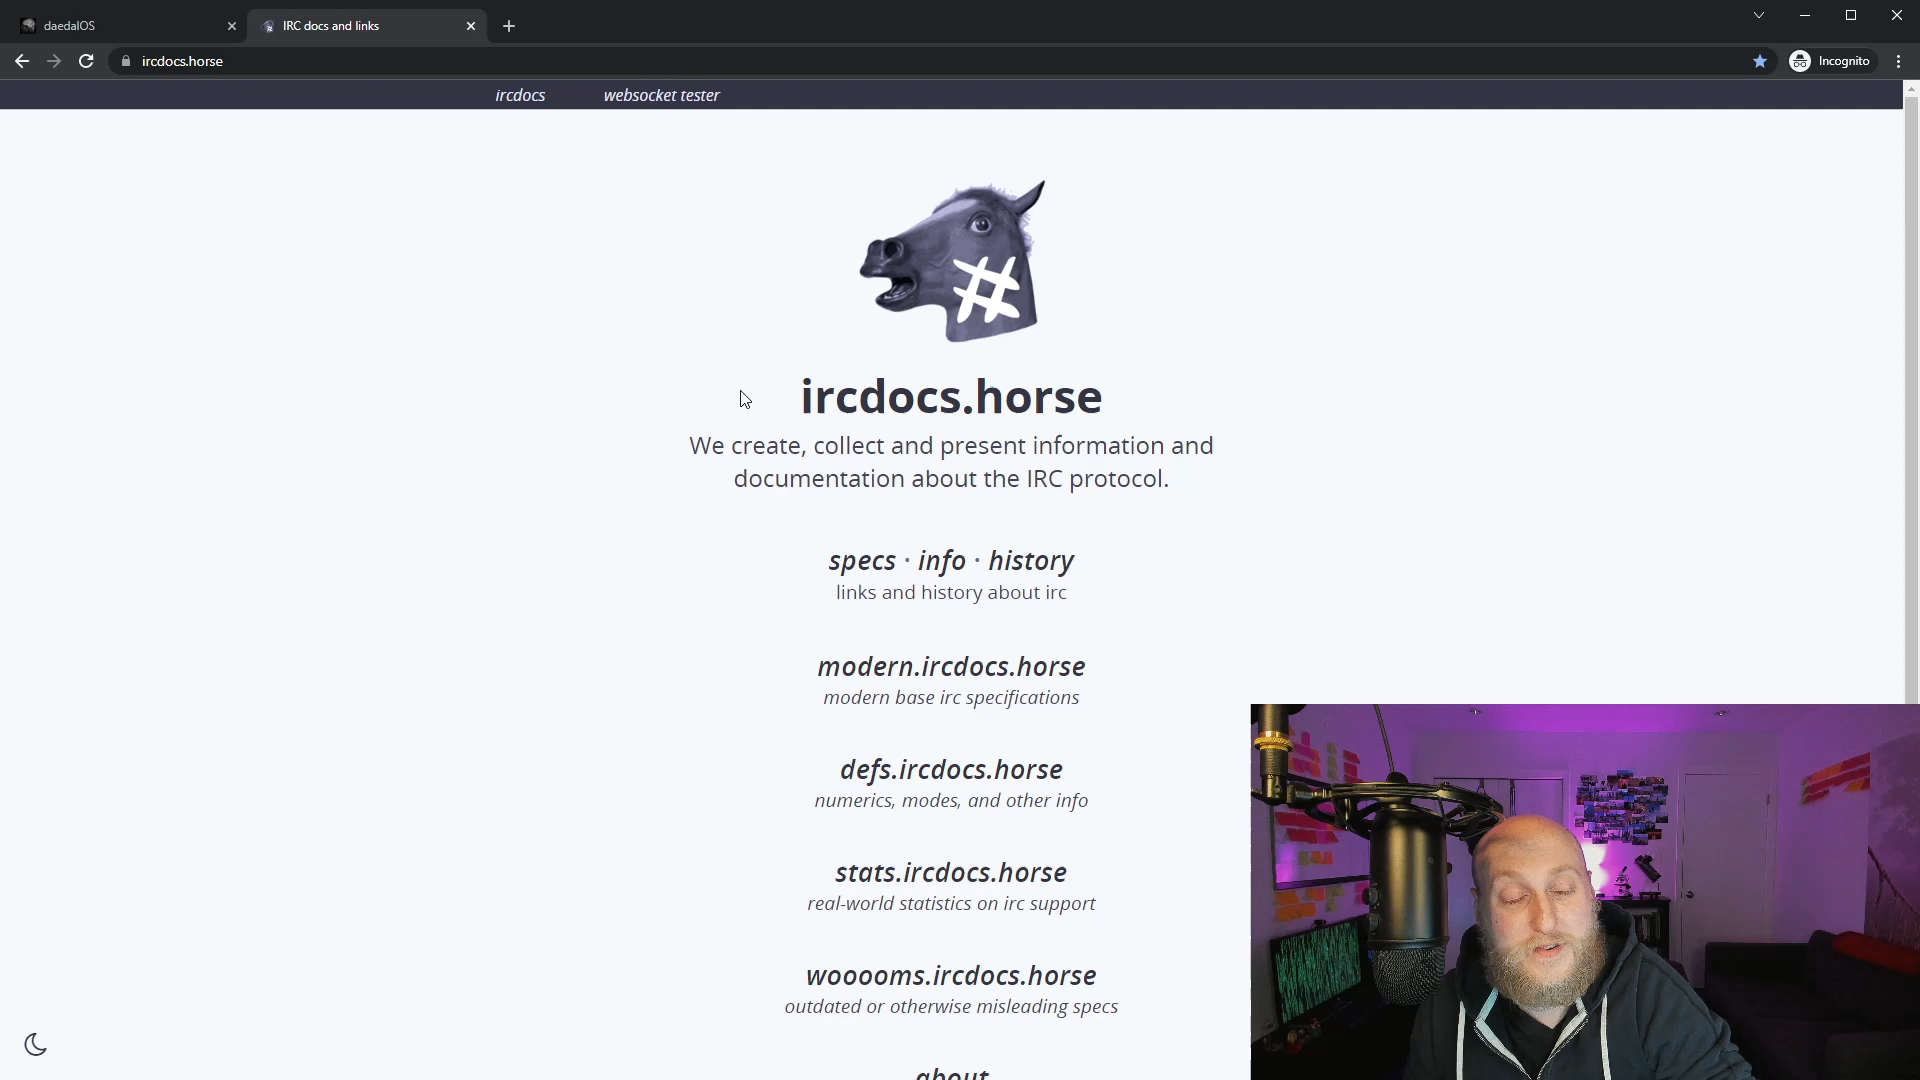 daedalOS
IRC docs and links
ircdocs.horse
Incognito
ircdocs
websocket tester
#
ircdocs.horse
We create, collect and present information and
documentation about the IRC protocol.
specs · info · history
links and history about irc
modern.ircdocs.horse
modern base irc specifications
defs.ircdocs.horse
numerics, modes, and other info
stats.ircdocs.horse
real-world statistics on irc support
wooooms.ircdocs.horse
outdated or otherwise misleading specs
about